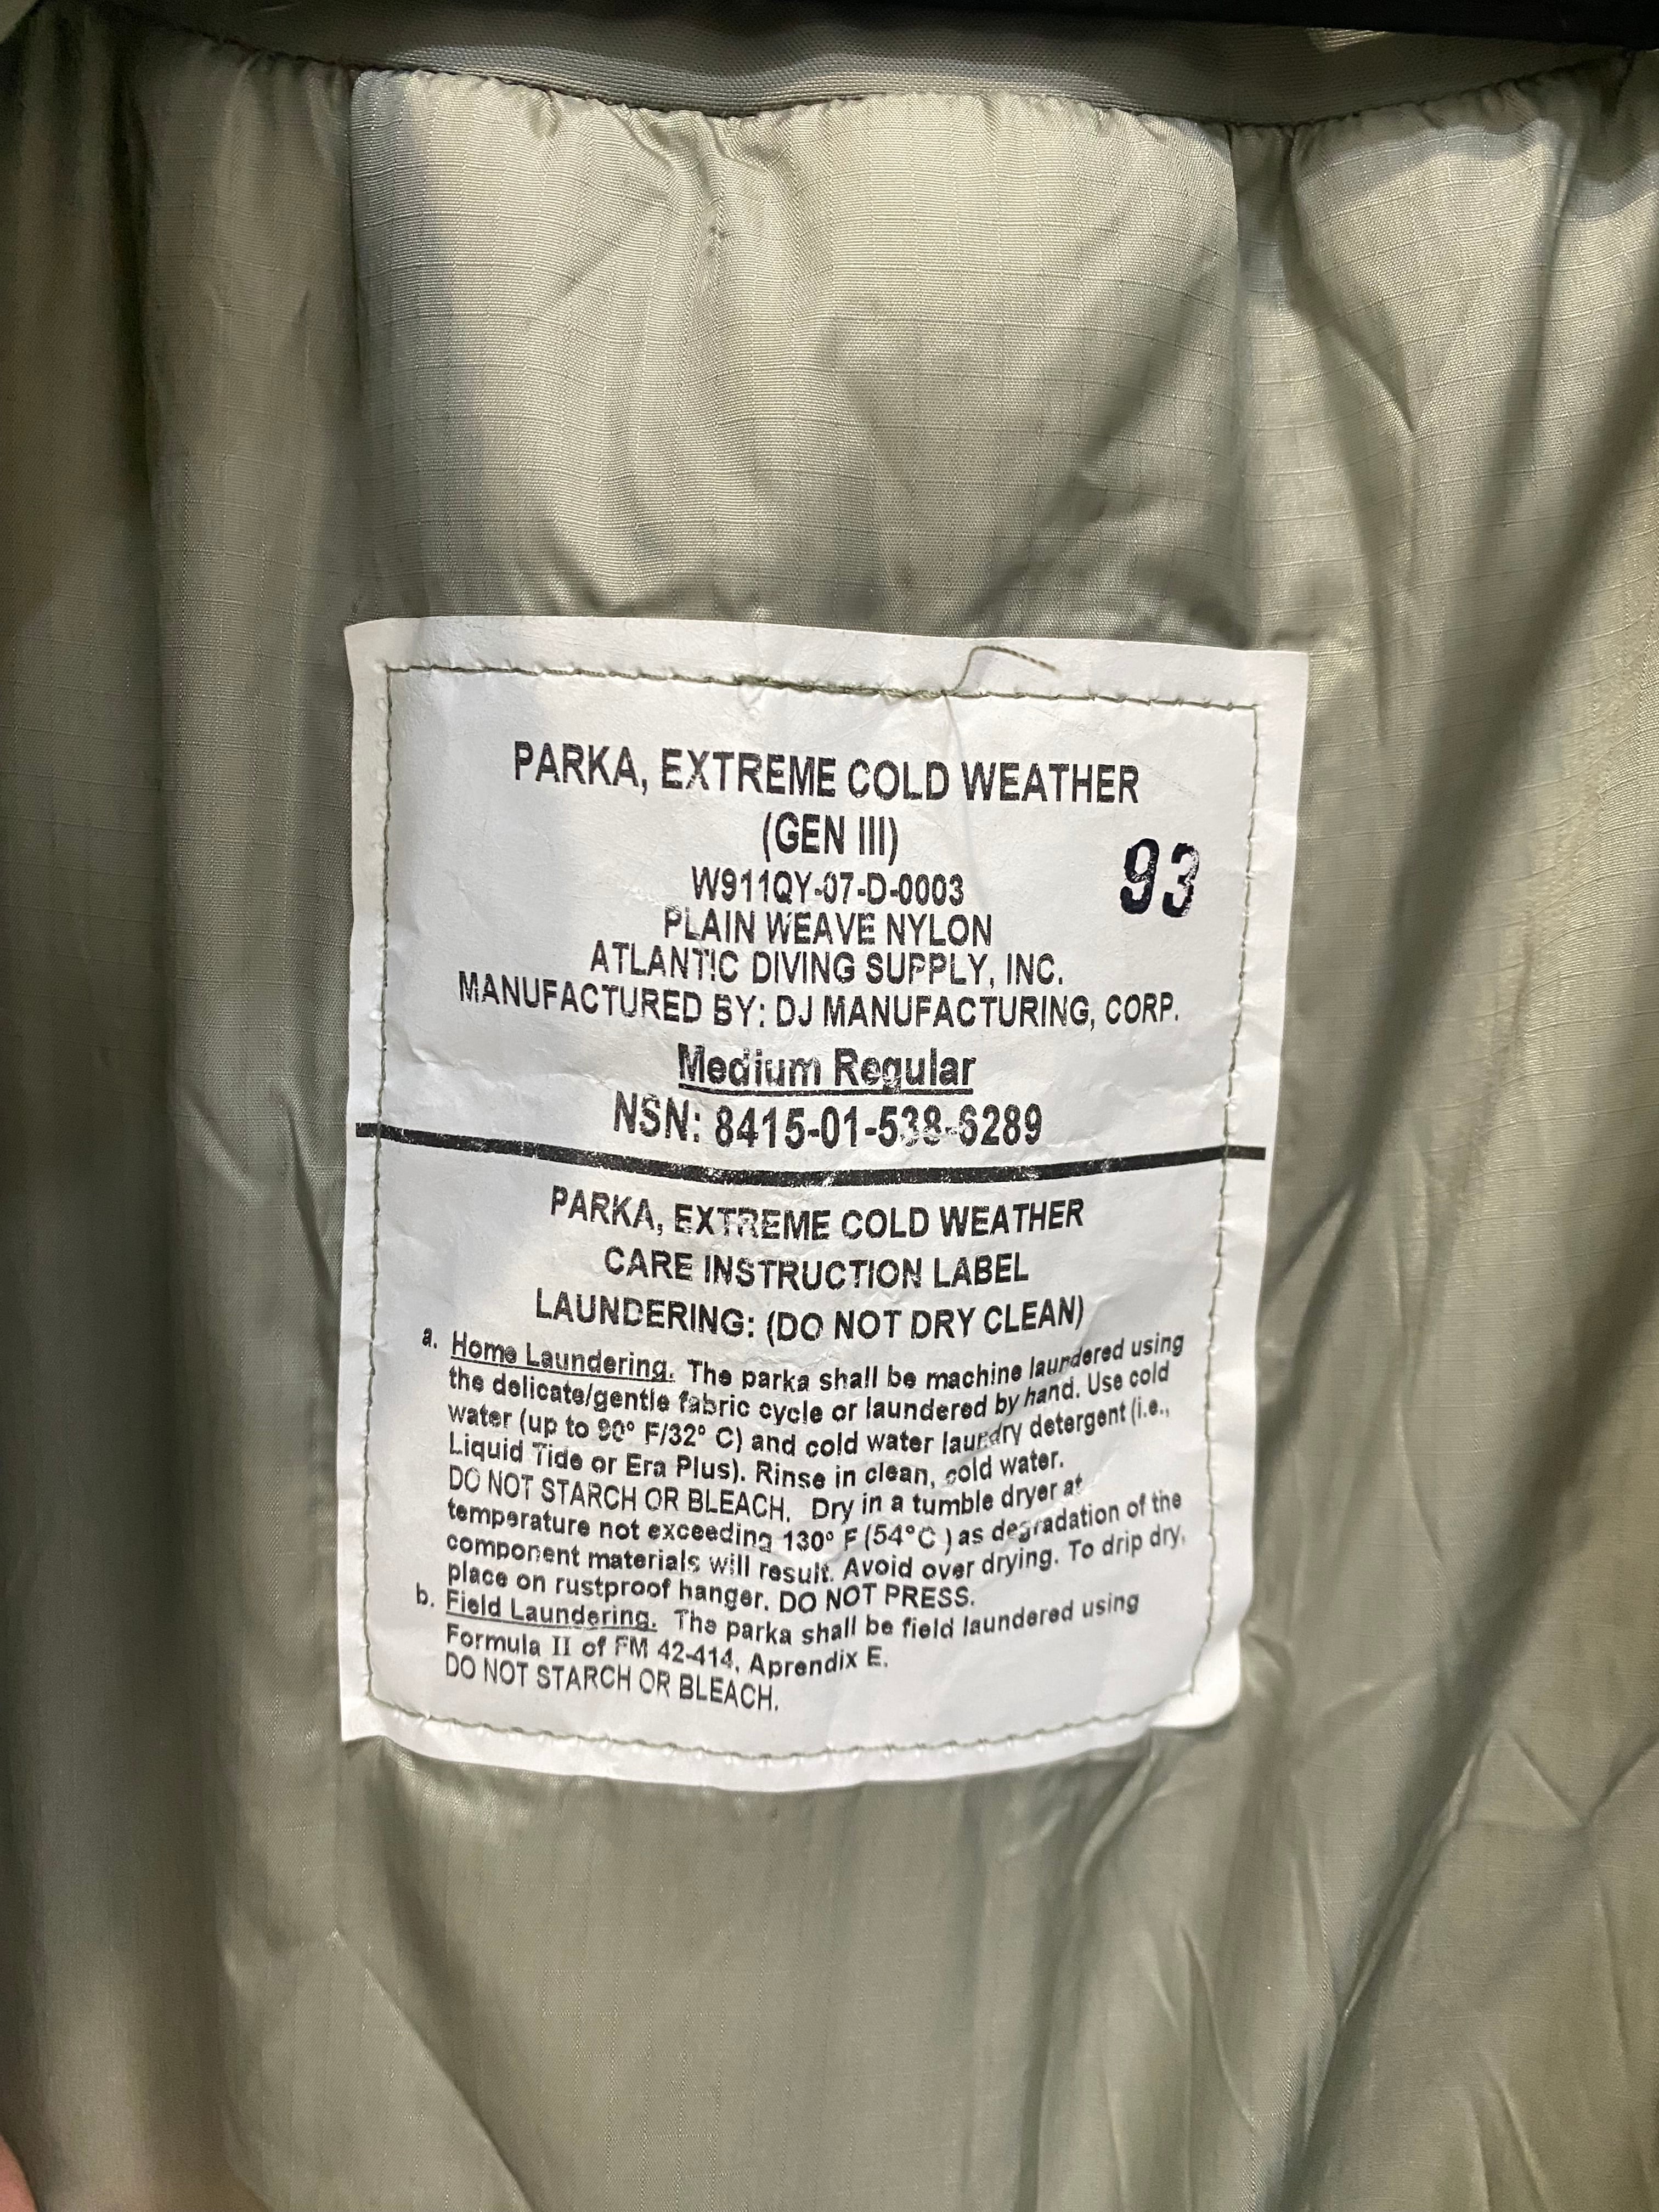 PARKA, EXTREME COLD WEATHER
(GEN III)
93
W911QY-07-D-0003
PLAIN WEAVE NYLON
ATLANTIC DIVING SUPPLY, INC.
MANUFACTURED BY: DJ MANUFACTURING, CORP.
Medium Regular
NSN: 8415-01-538-6289
PARKA, EXTREME COLD WEATHER
CARE INSTRUCTION LABEL
LAUNDERING: (DO NOT DRY CLEAN)
a. Home Laundering. The parka shall be machine laundered using
the delicate/gentle fabric cycle or laundered by hand. Use cold
water (up to 90° F/32° C) and cold water laundry detergent (i.e.,
Liquid Tide or Era Plus). Rinse in clean, cold water.
DO NOT STARCH OR BLEACH. Dry in a tumble dryer at
temperature not exceeding 130° F (54°C ) as degradation of the
component materials will result. Avoid over drying. To drip dry,
place on rustproof hanger. DO NOT PRESS.
b. Field Laundering. The parka shall be field laundered using
Formula II of FM 42-414, Aprendix E.
DO NOT STARCH OR BLEACH.